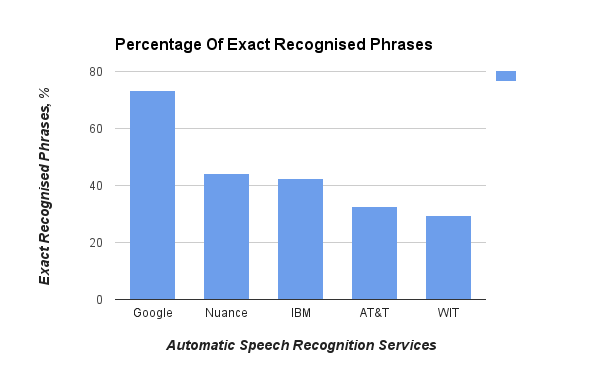 Percentage Of Exact Recognised Phrases
Exact Recognised Phrases, %
80
60
40
20
0
Google Nuance IBM AT&T WIT
Automatic Speech Recognition Services